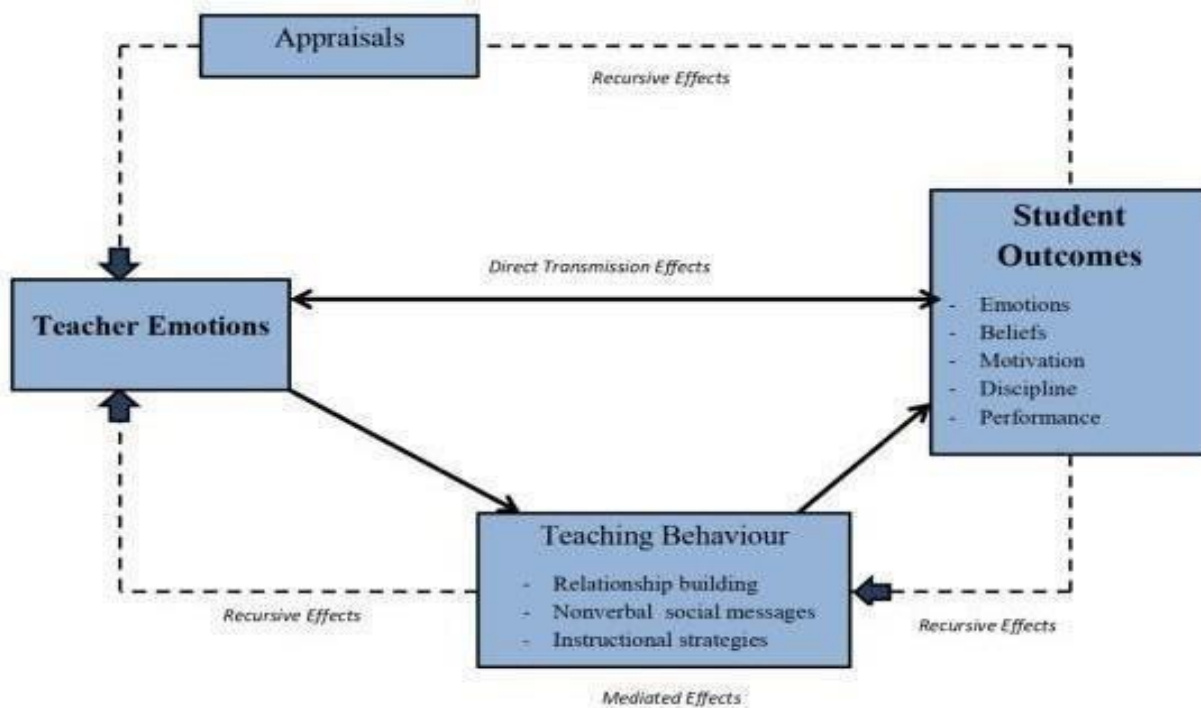 Appraisals
Recursive Effects
Direct Transmission Effects
Teacher Emotions
Student
Outcomes
- Emotions
- Beliefs
- Motivation
- Discipline
- Performance
Teaching Behaviour
- Relationship building
- Nonverbal social messages
- Instructional strategies
Recursive Effects
Recursive Effects
Mediated Effects